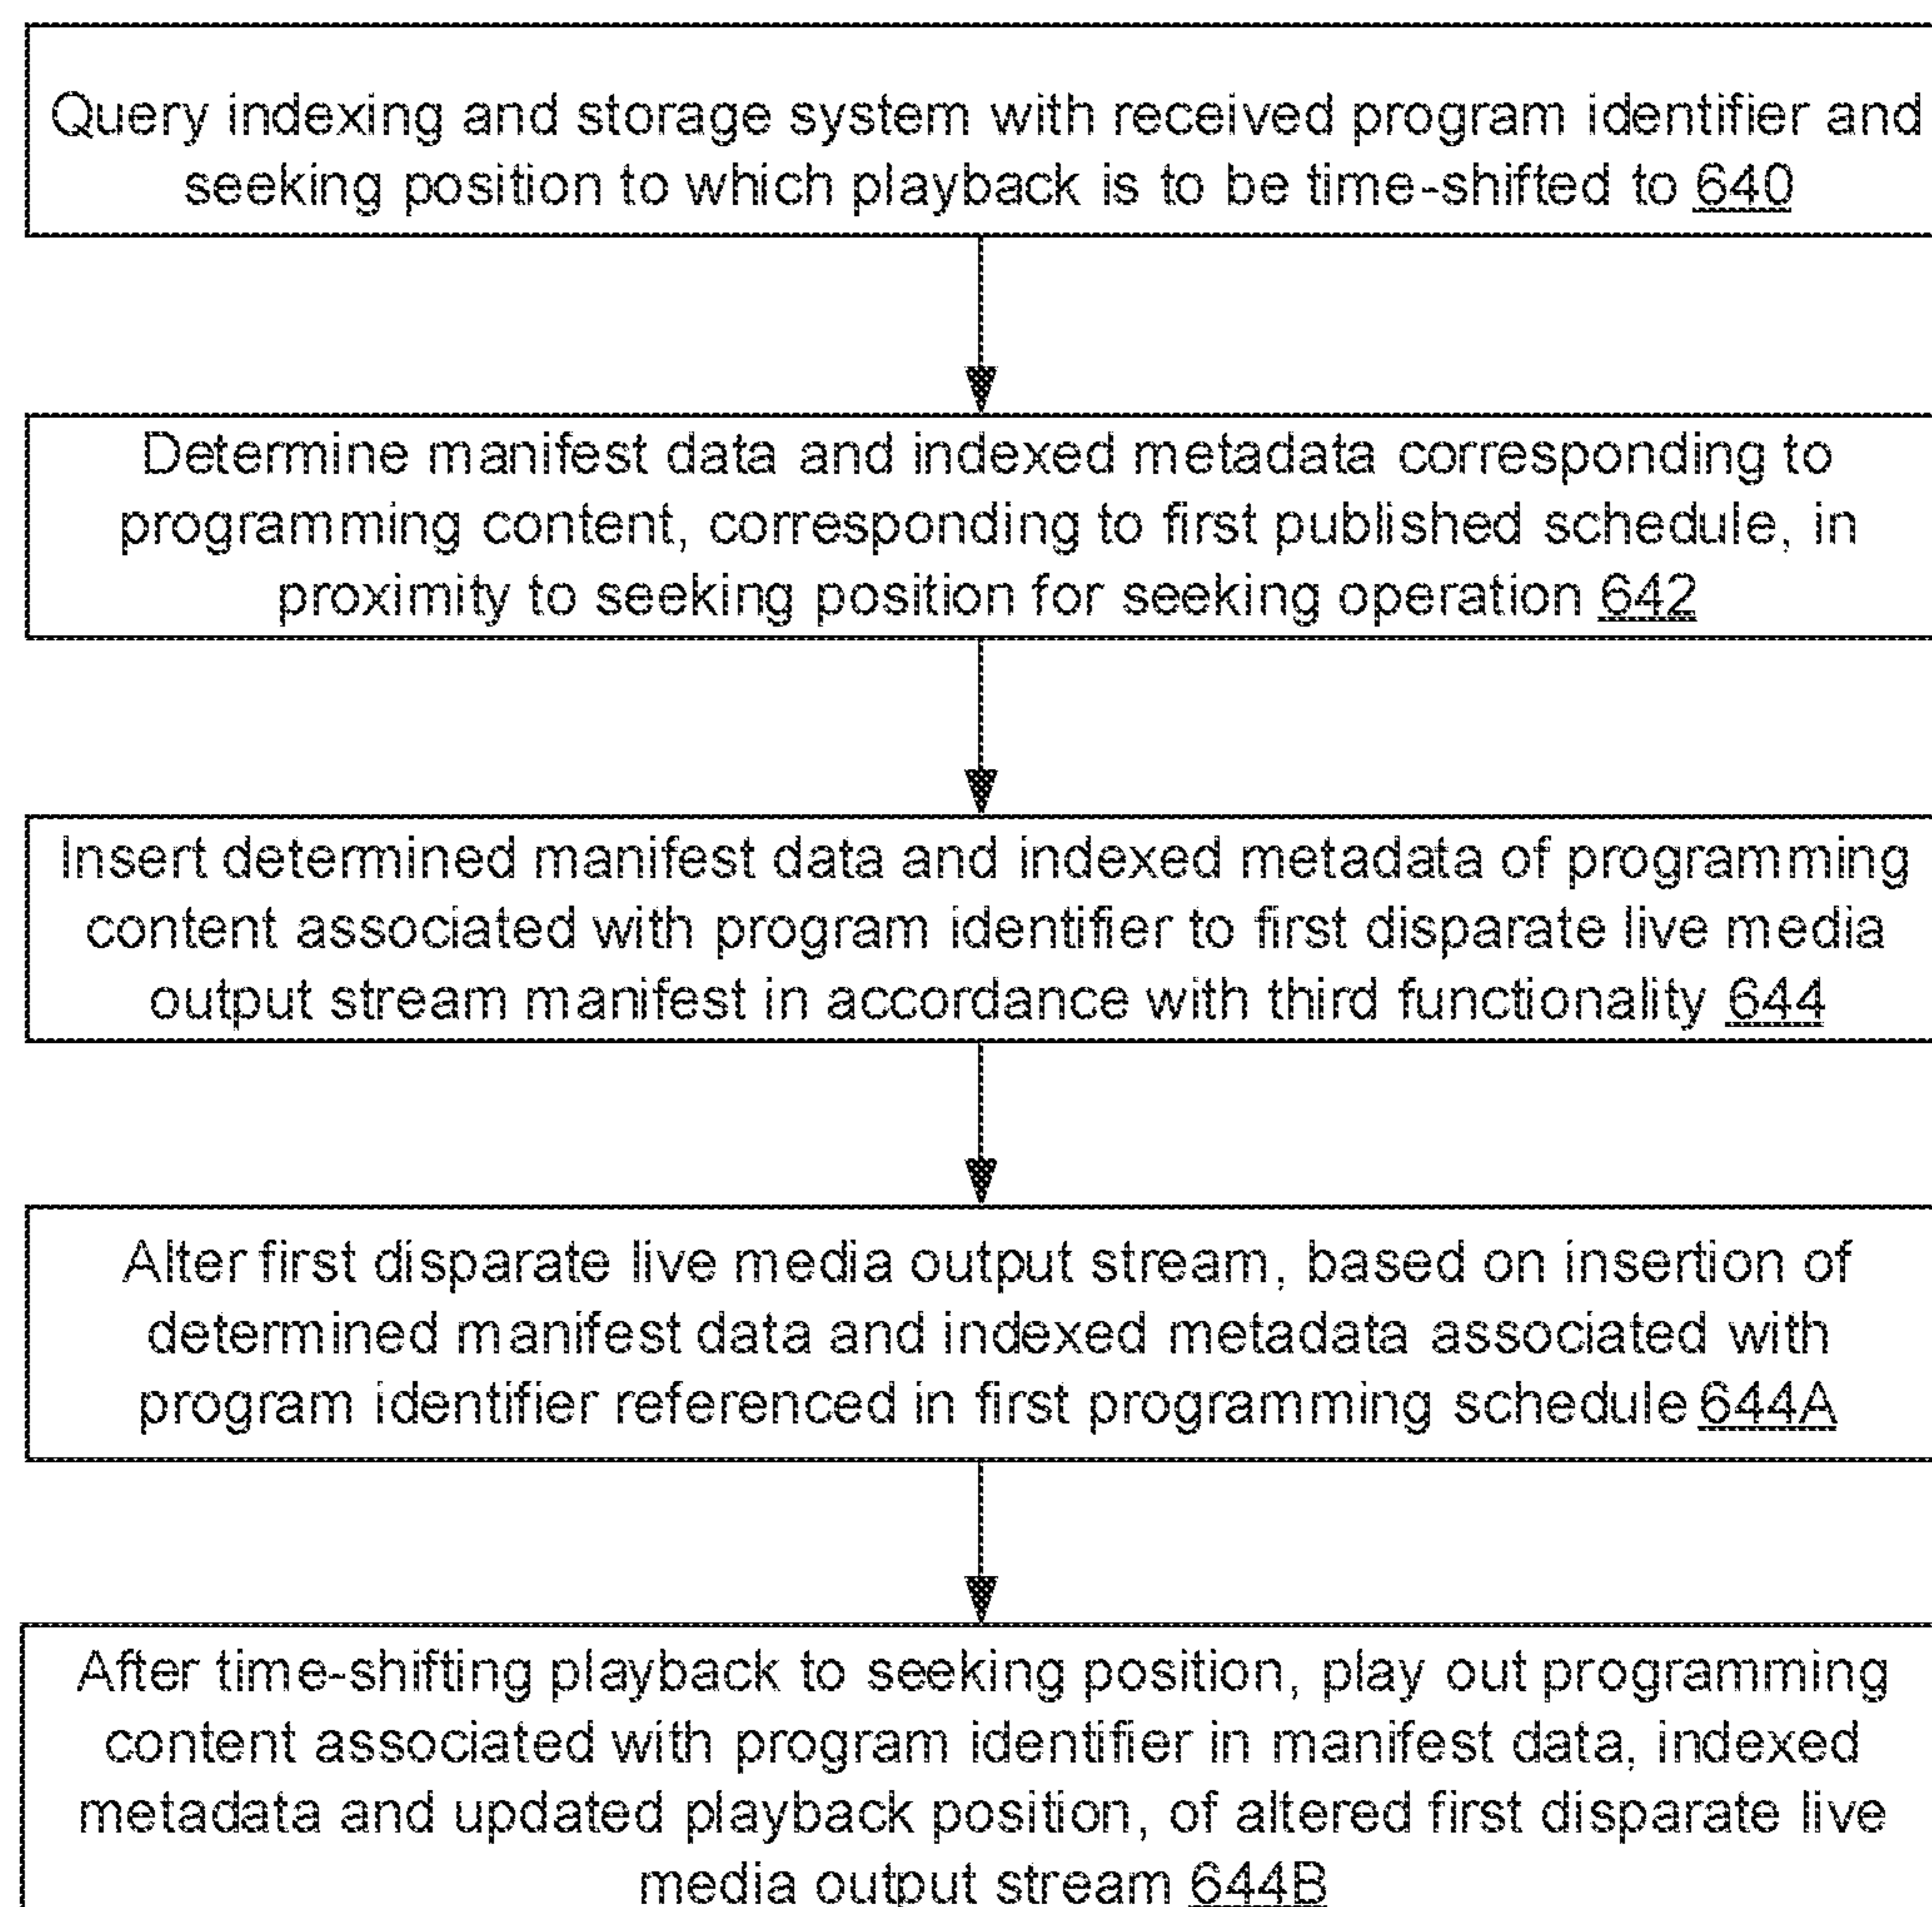 Query indexing and storage system with received program identifier and
seeking position to which playback is to be time-shifted to 640
Determine manifest data and indexed metadata corresponding to
programming content, corresponding to first published schedule, in
proximity to seeking position for seeking operation 642
Insert determined manifest data and indexed metadata of programming
content associated with program identifier to first disparate live media
output stream manifest in accordance with third functionality 644
Alter first disparate live media output stream, based on insertion of
determined manifest data and indexed metadata associated with
program identifier referenced in first programming schedule 644A
After time-shifting playback to seeking position, play out programming
content associated with program identifier in manifest data, indexed
metadata and updated playback position, of altered first disparate live
media output stream 644B